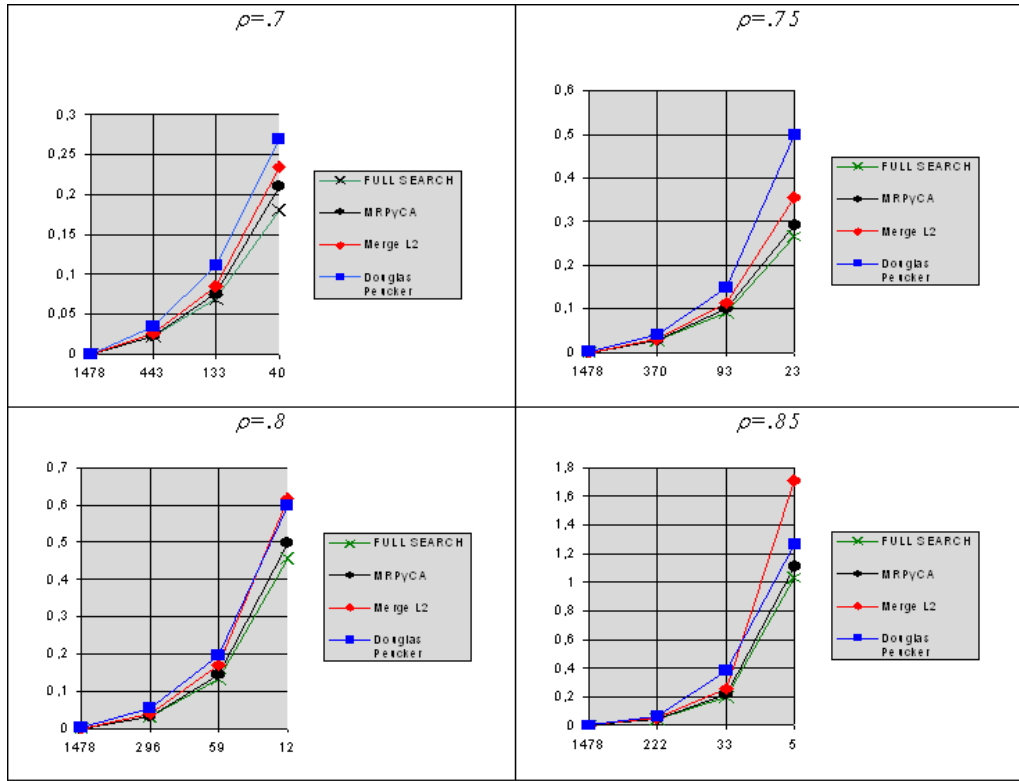 ρ=.7
0,3
0,25
0,2
0,15
0,1
0,05
0
1478 443 133 40
FULL SEARCH
MRPyCA
Merge L2
Douglas
Peucker
ρ=.75
0,6
0,5
0,4
0,3
0,2
0,1
0
1478 370 93 23
FULL SEARCH
MRPyCA
Merge L2
Douglas
Peucker
ρ=.8
0,7
0,6
0,5
0,4
0,3
0,2
0,1
0
1478 296 59 12
FULL SEARCH
MRPyCA
Merge L2
Douglas
Peucker
ρ=.85
1,8
1,6
1,4
1,2
1
0,8
0,6
0,4
0,2
0
1478 222 33 5
FULL SEARCH
MRPyCA
Merge L2
Douglas
Peucker